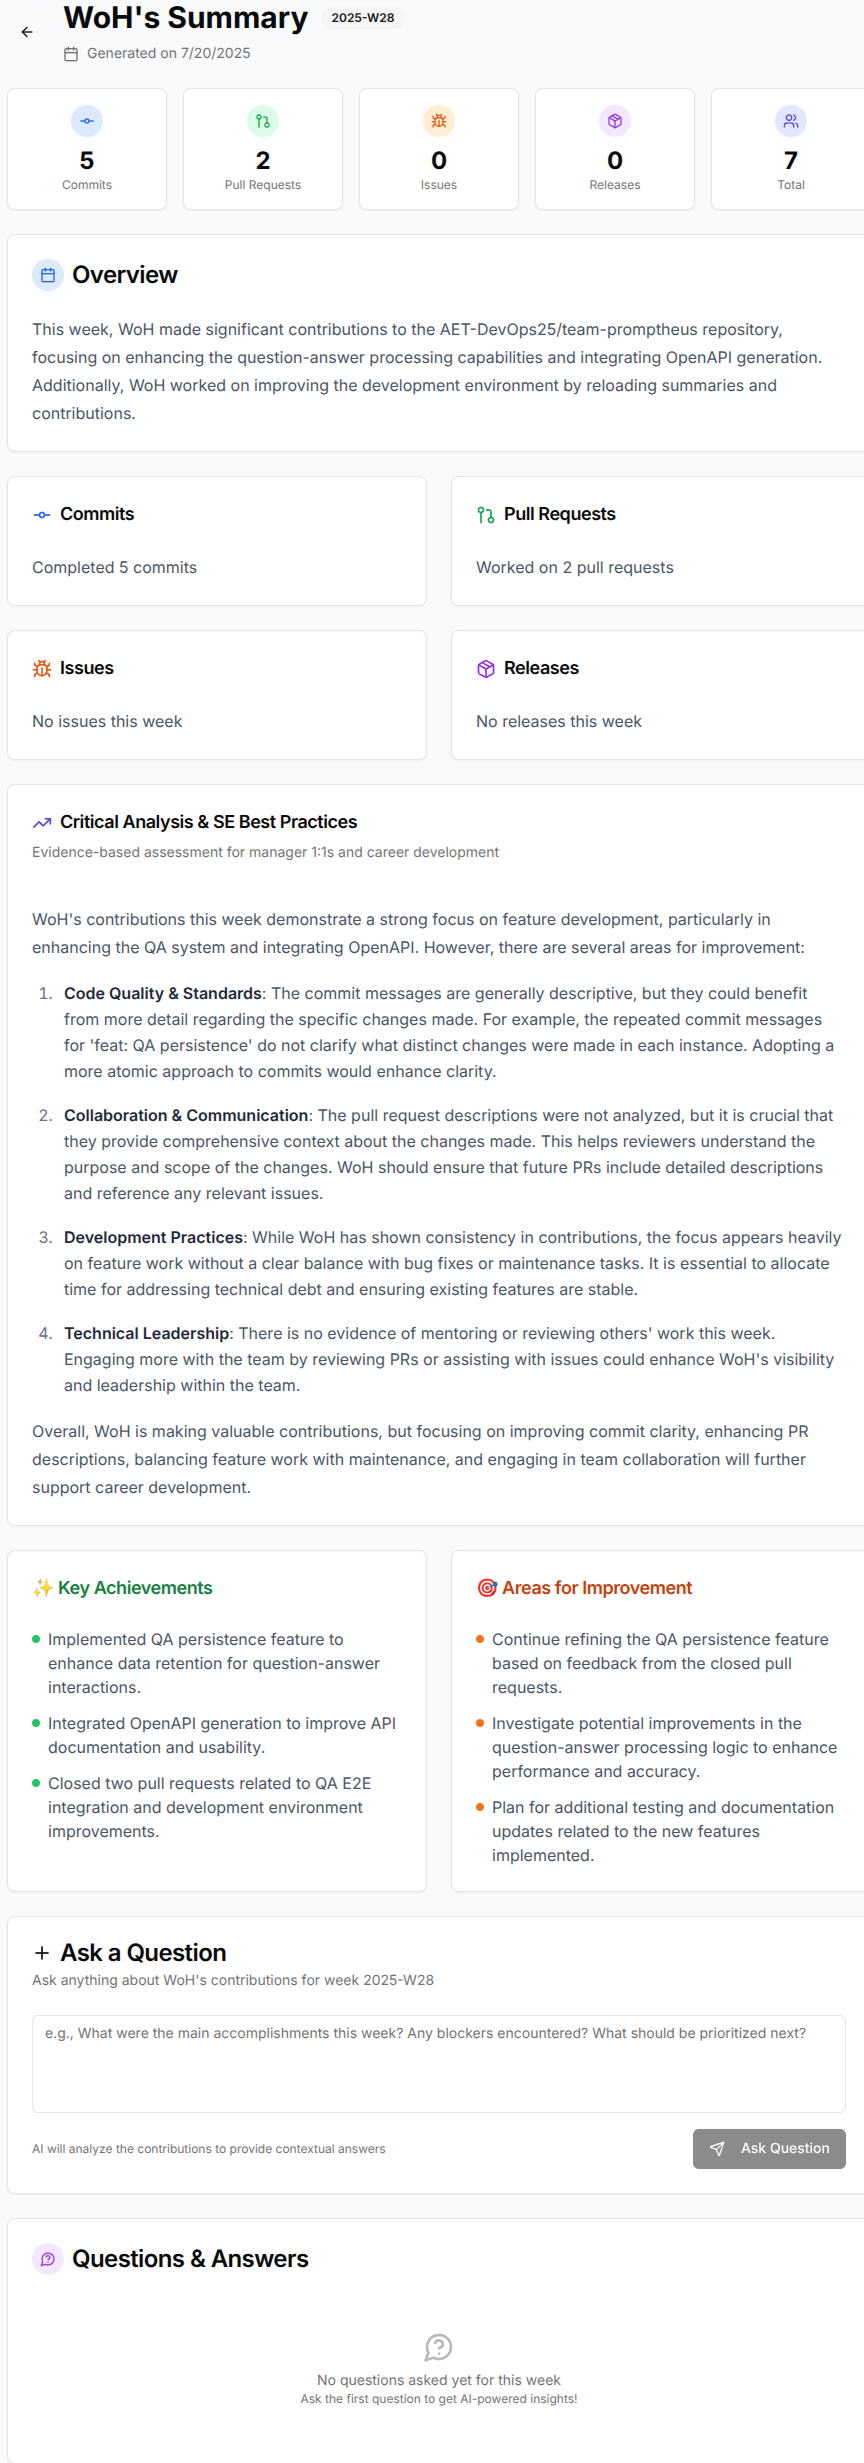 WoH's Summary 2025-W28
Generated on 7/20/2025
5
Commits
2
Pull Requests
0
Issues
0
Releases
7
Total
Overview
This week, WoH made significant contributions to the AET-DevOps25/team-promptheus repository,
focusing on enhancing the question-answer processing capabilities and integrating OpenAPI generation.
Additionally, WoH worked on improving the development environment by reloading summaries and
contributions.
Commits
Completed 5 commits
Pull Requests
Worked on 2 pull requests
Issues
No issues this week
Releases
No releases this week
Critical Analysis & SE Best Practices
Evidence-based assessment for manager 1:1s and career development
WoH's contributions this week demonstrate a strong focus on feature development, particularly in
enhancing the QA system and integrating OpenAPI. However, there are several areas for improvement:
1. Code Quality & Standards: The commit messages are generally descriptive, but they could benefit
from more detail regarding the specific changes made. For example, the repeated commit messages
for 'feat: QA persistence' do not clarify what distinct changes were made in each instance. Adopting a
more atomic approach to commits would enhance clarity.
2. Collaboration & Communication: The pull request descriptions were not analyzed, but it is crucial that
they provide comprehensive context about the changes made. This helps reviewers understand the
purpose and scope of the changes. WoH should ensure that future PRs include detailed descriptions
and reference any relevant issues.
3. Development Practices: While WoH has shown consistency in contributions, the focus appears heavily
on feature work without a clear balance with bug fixes or maintenance tasks. It is essential to allocate
time for addressing technical debt and ensuring existing features are stable.
4. Technical Leadership: There is no evidence of mentoring or reviewing others' work this week.
Engaging more with the team by reviewing PRs or assisting with issues could enhance WoH's visibility
and leadership within the team.
Overall, WoH is making valuable contributions, but focusing on improving commit clarity, enhancing PR
descriptions, balancing feature work with maintenance, and engaging in team collaboration will further
support career development.
✨ Key Achievements
Implemented QA persistence feature to
enhance data retention for question-answer
interactions.
Integrated OpenAPI generation to improve API
documentation and usability.
Closed two pull requests related to QA E2E
integration and development environment
improvements.
🎯 Areas for Improvement
Continue refining the QA persistence feature
based on feedback from the closed pull
requests.
Investigate potential improvements in the
question-answer processing logic to enhance
performance and accuracy.
Plan for additional testing and documentation
updates related to the new features
implemented.
Ask a Question
Ask anything about WoH's contributions for week 2025-W28
e.g., What were the main accomplishments this week? Any blockers encountered? What should be prioritized next?
AI will analyze the contributions to provide contextual answers
Ask Question
Questions & Answers
No questions asked yet for this week
Ask the first question to get AI-powered insights!